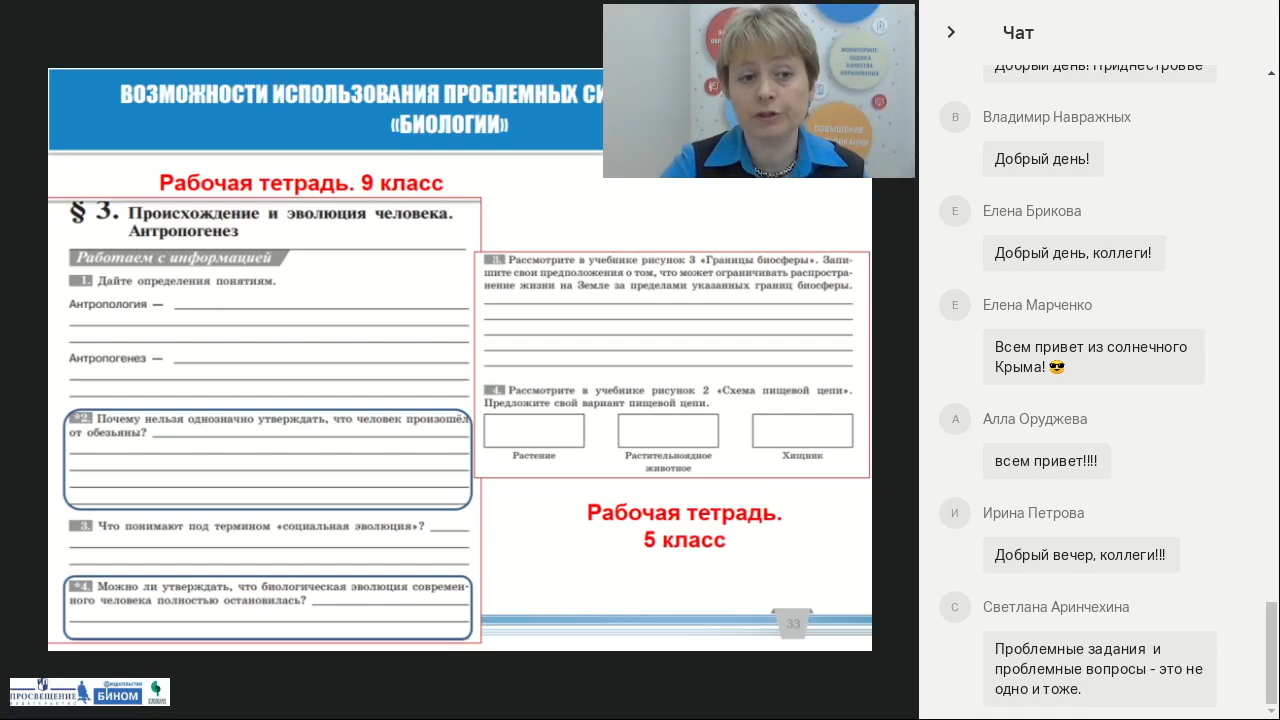 ВОЗМОЖНОСТИ ИСПОЛЬЗОВАНИЯ ПРОБЛЕМНЫХ
«БИОЛОГИИ»
Рабочая тетрадь. 9 класс
§ 3. Происхождение и эволюция человека.
Антропогенез
Работаем с информацией
1. Дайте определения понятиям.
Антропология —
Антропогенез —
*2. Почему нельзя однозначно утверждать, что человек произошёл
от обезьяны?
3. Что понимают под термином «социальная эволюция»?
*4. Можно ли утверждать, что биологическая эволюция современ-
ного человека полностью остановилась?
3. Рассмотрите в учебнике рисунок 3 «Границы биосферы». Запи-
шите свои предположения о том, что может ограничивать распростра-
нение жизни на Земле за пределами указанных границ биосферы.
4. Рассмотрите в учебнике рисунок 2 «Схема пищевой цепи».
Предложите свой вариант пищевой цепи.
Растение
Растительноядное
животное
Хищник
Рабочая тетрадь.
5 класс
33
МОНИТОРИНГ,
ОЦЕНКА
КАЧЕСТВА
ОБРАЗОВАНИЯ
ПОВЫШЕНИЕ
ПРОСВЕЩЕНИЕ
ИЗДАТЕЛЬСТВО
ИЗДАТЕЛЬСТВО
БИНОМ
Чат
Добрый день! Приднестровье
В
Владимир Навражных
Добрый день!
Е
Елена Брикова
Добрый день, коллеги!
Е
Елена Марченко
Всем привет из солнечного
Крыма! 😎
А
Алла Оруджева
всем привет!!!!
И
Ирина Петрова
Добрый вечер, коллеги!!!
С
Светлана Аринчехина
Проблемные задания и
проблемные вопросы - это не
одно и тоже.